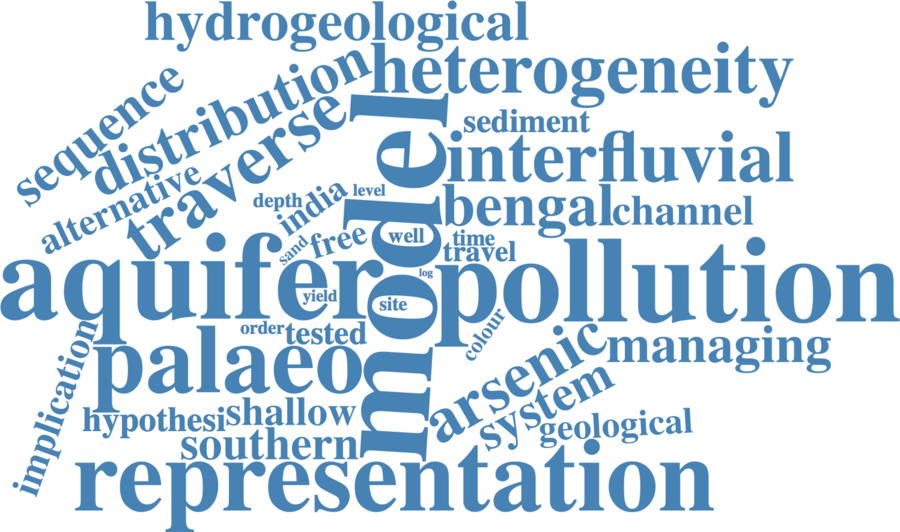 hydrogeological
heterogeneity
sequence
distribution
traverse
alternative
sediment
interfluvial
depth
level
india
bengal
channel
model
sand
free
well
time
travel
aquifer
pollution
log
yield
site
order
tested
colour
palaeo
managing
implication
arsenic
system
hypothesi
shallow
geological
southern
representation